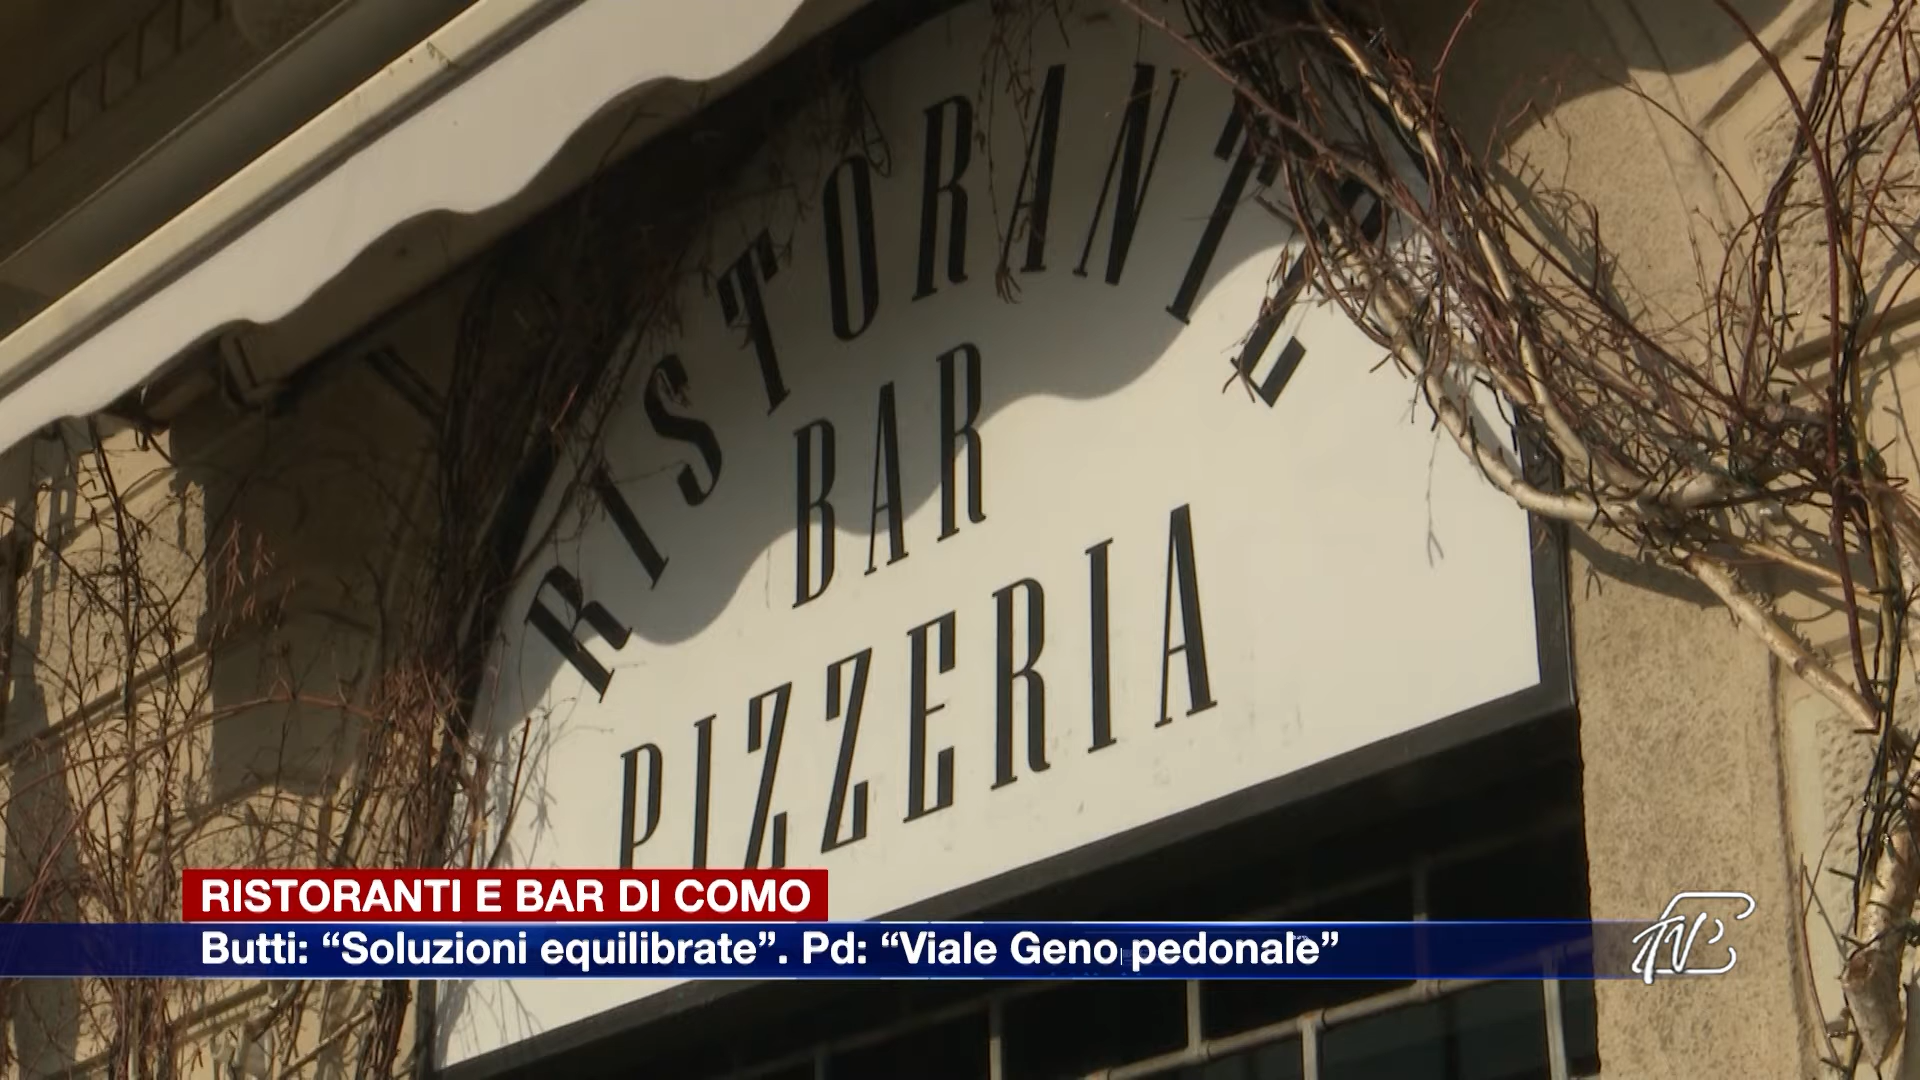 RISTORANTE
BAR
PIZZERIA
RISTORANTI E BAR DI COMO
Butti: “Soluzioni equilibrate”. Pd: “Viale Geno pedonale”